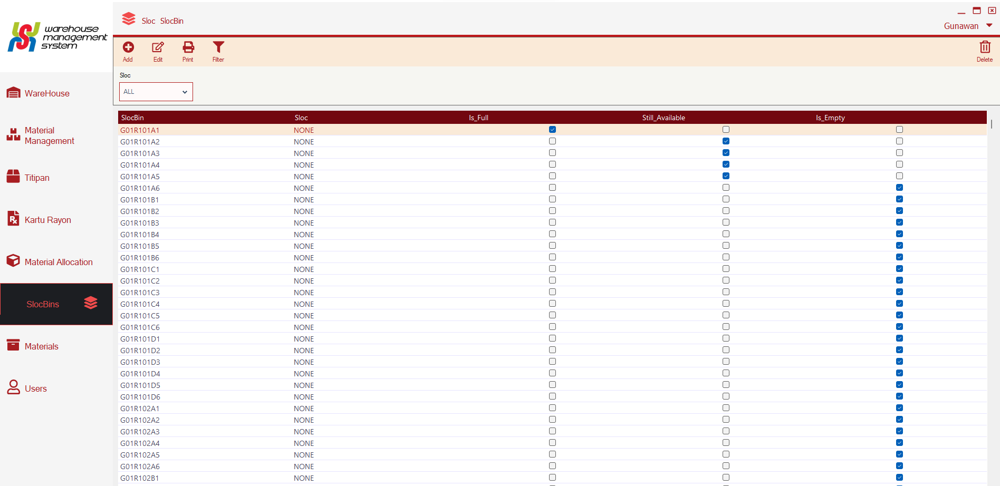 warehouse
management
system
Sloc SlocBin
Gunawan
Add Edit Print Filter Delete
Sloc
ALL
WareHouse
Material
Management
Titipan
Kartu Rayon
Material Allocation
SlocBins
Materials
Users
SlocBin Sloc Is_Full Still_Available Is_Empty
G01R101A1 NONE
G01R101A2 NONE
G01R101A3 NONE
G01R101A4 NONE
G01R101A5 NONE
G01R101A6 NONE
G01R101B1 NONE
G01R101B2 NONE
G01R101B3 NONE
G01R101B4 NONE
G01R101B5 NONE
G01R101B6 NONE
G01R101C1 NONE
G01R101C2 NONE
G01R101C3 NONE
G01R101C4 NONE
G01R101C5 NONE
G01R101C6 NONE
G01R101D1 NONE
G01R101D2 NONE
G01R101D3 NONE
G01R101D4 NONE
G01R101D5 NONE
G01R101D6 NONE
G01R102A1 NONE
G01R102A2 NONE
G01R102A3 NONE
G01R102A4 NONE
G01R102A5 NONE
G01R102A6 NONE
G01R102B1 NONE